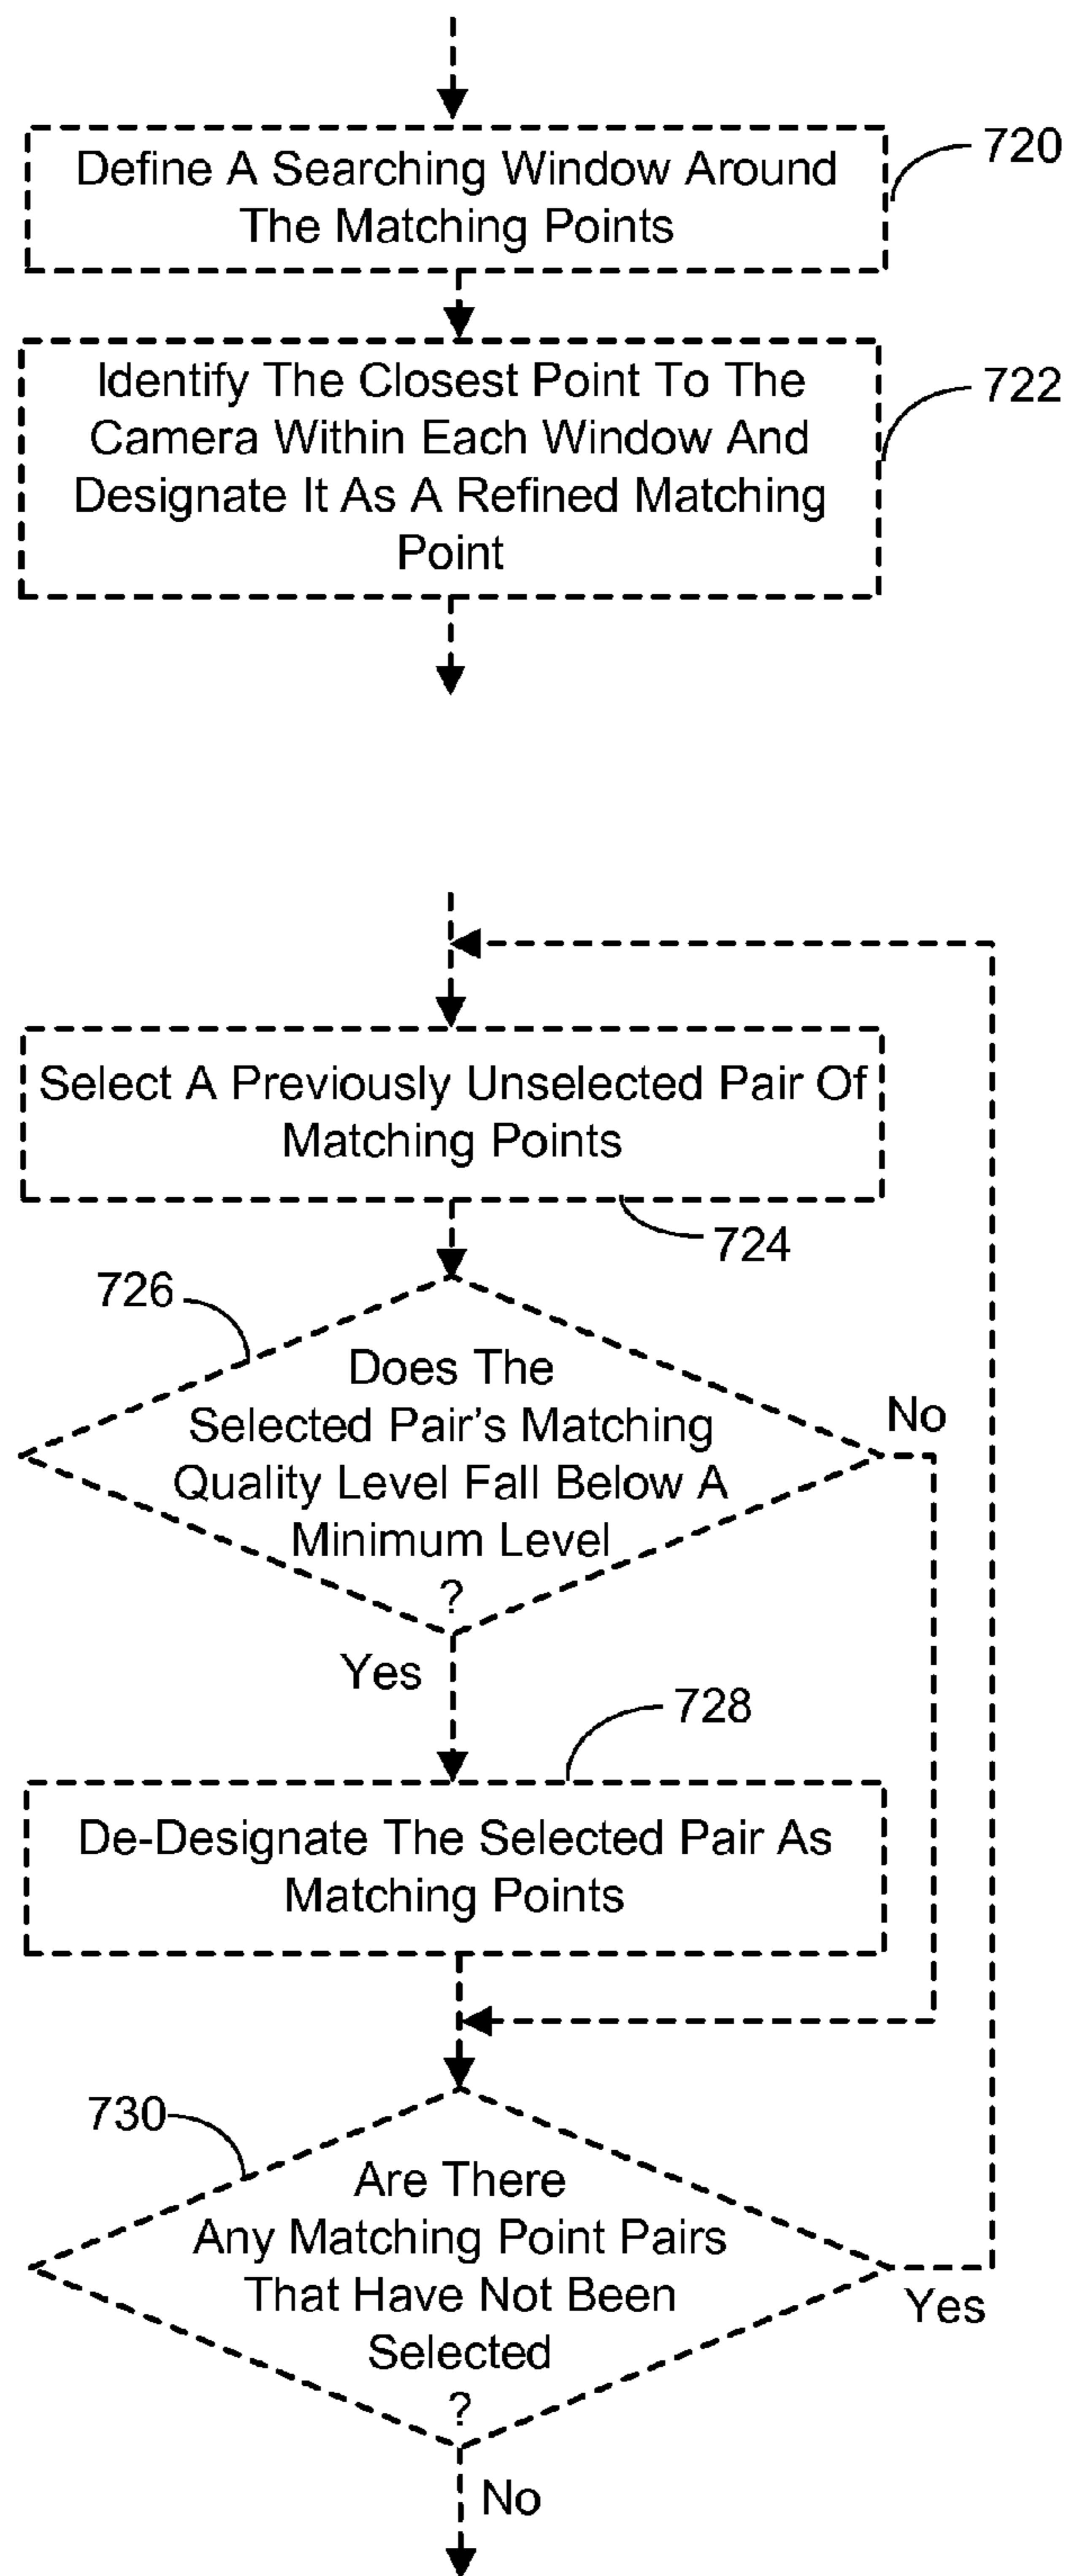 Define A Searching Window Around
The Matching Points
720
Identify The Closest Point To The
Camera Within Each Window And
Designate It As A Refined Matching
Point
722
Select A Previously Unselected Pair Of
Matching Points
724
726
Does The
Selected Pair's Matching
Quality Level Fall Below A
Minimum Level
?
No
Yes
728
De-Designate The Selected Pair As
Matching Points
730
Are There
Any Matching Point Pairs
That Have Not Been
Selected
?
Yes
No